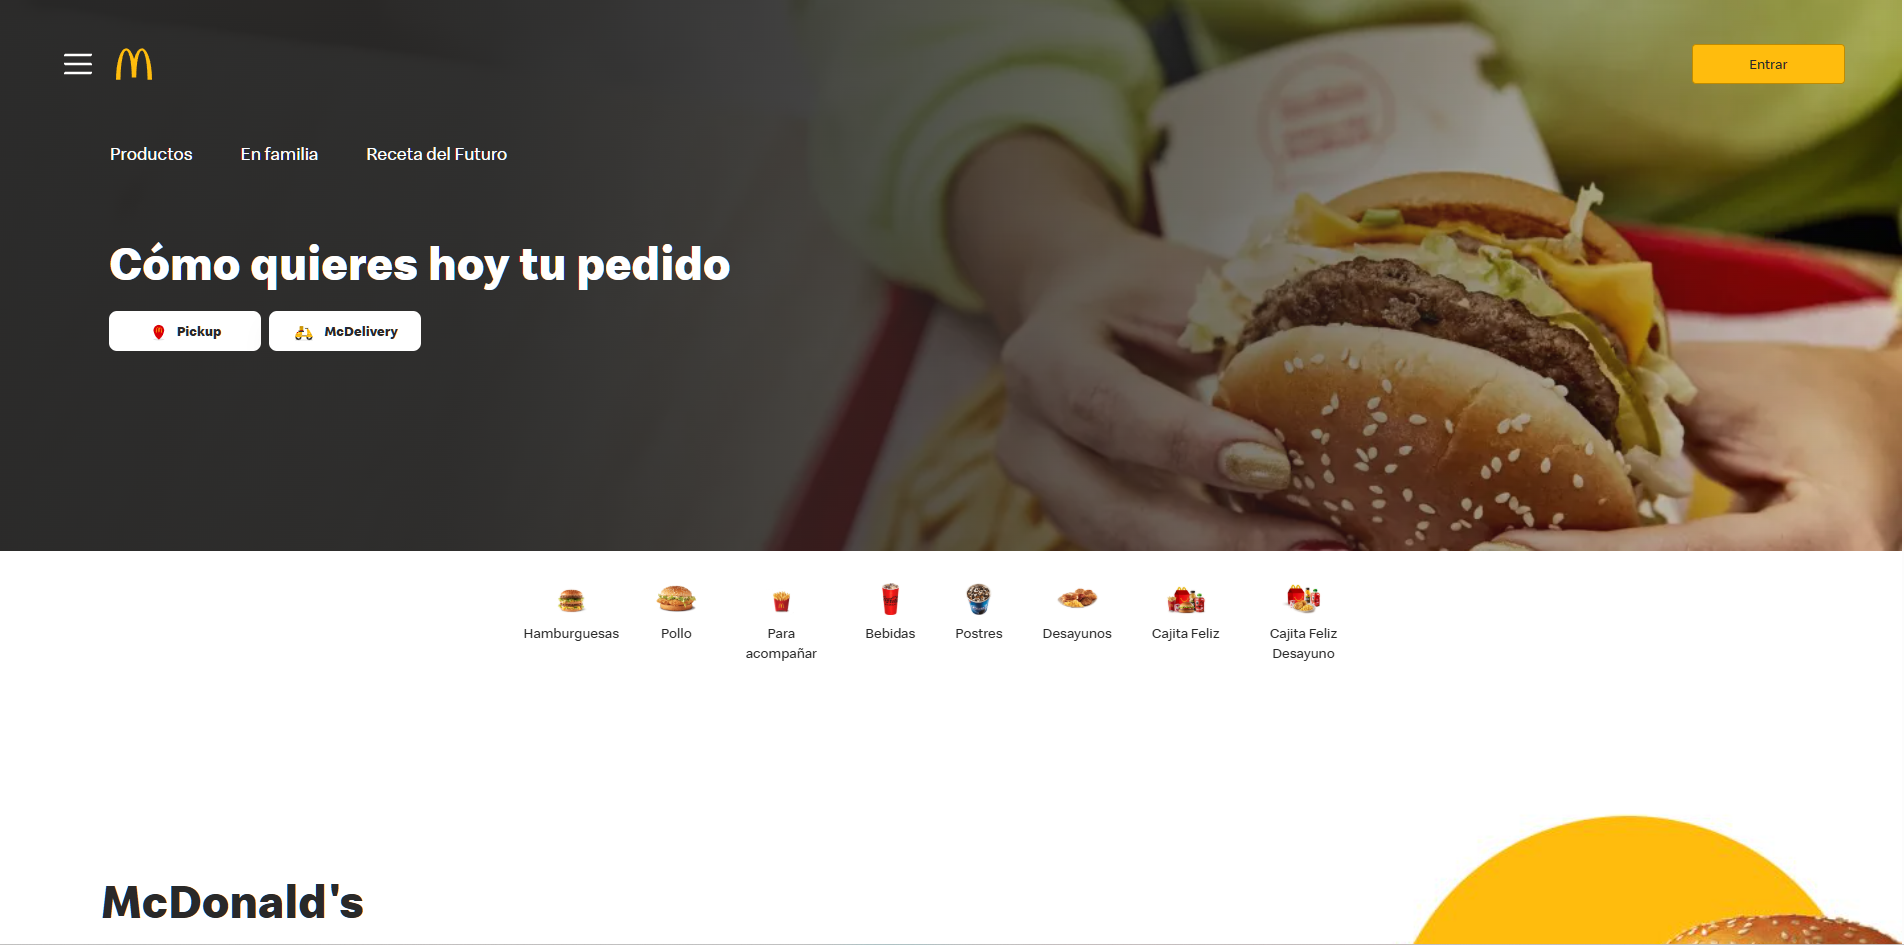 Entrar
Productos En familia Receta del Futuro
Cómo quieres hoy tu pedido
Pickup McDelivery
Hamburguesas Pollo Para acompañar Bebidas Postres Desayunos Cajita Feliz Cajita Feliz Desayuno
McDonald's